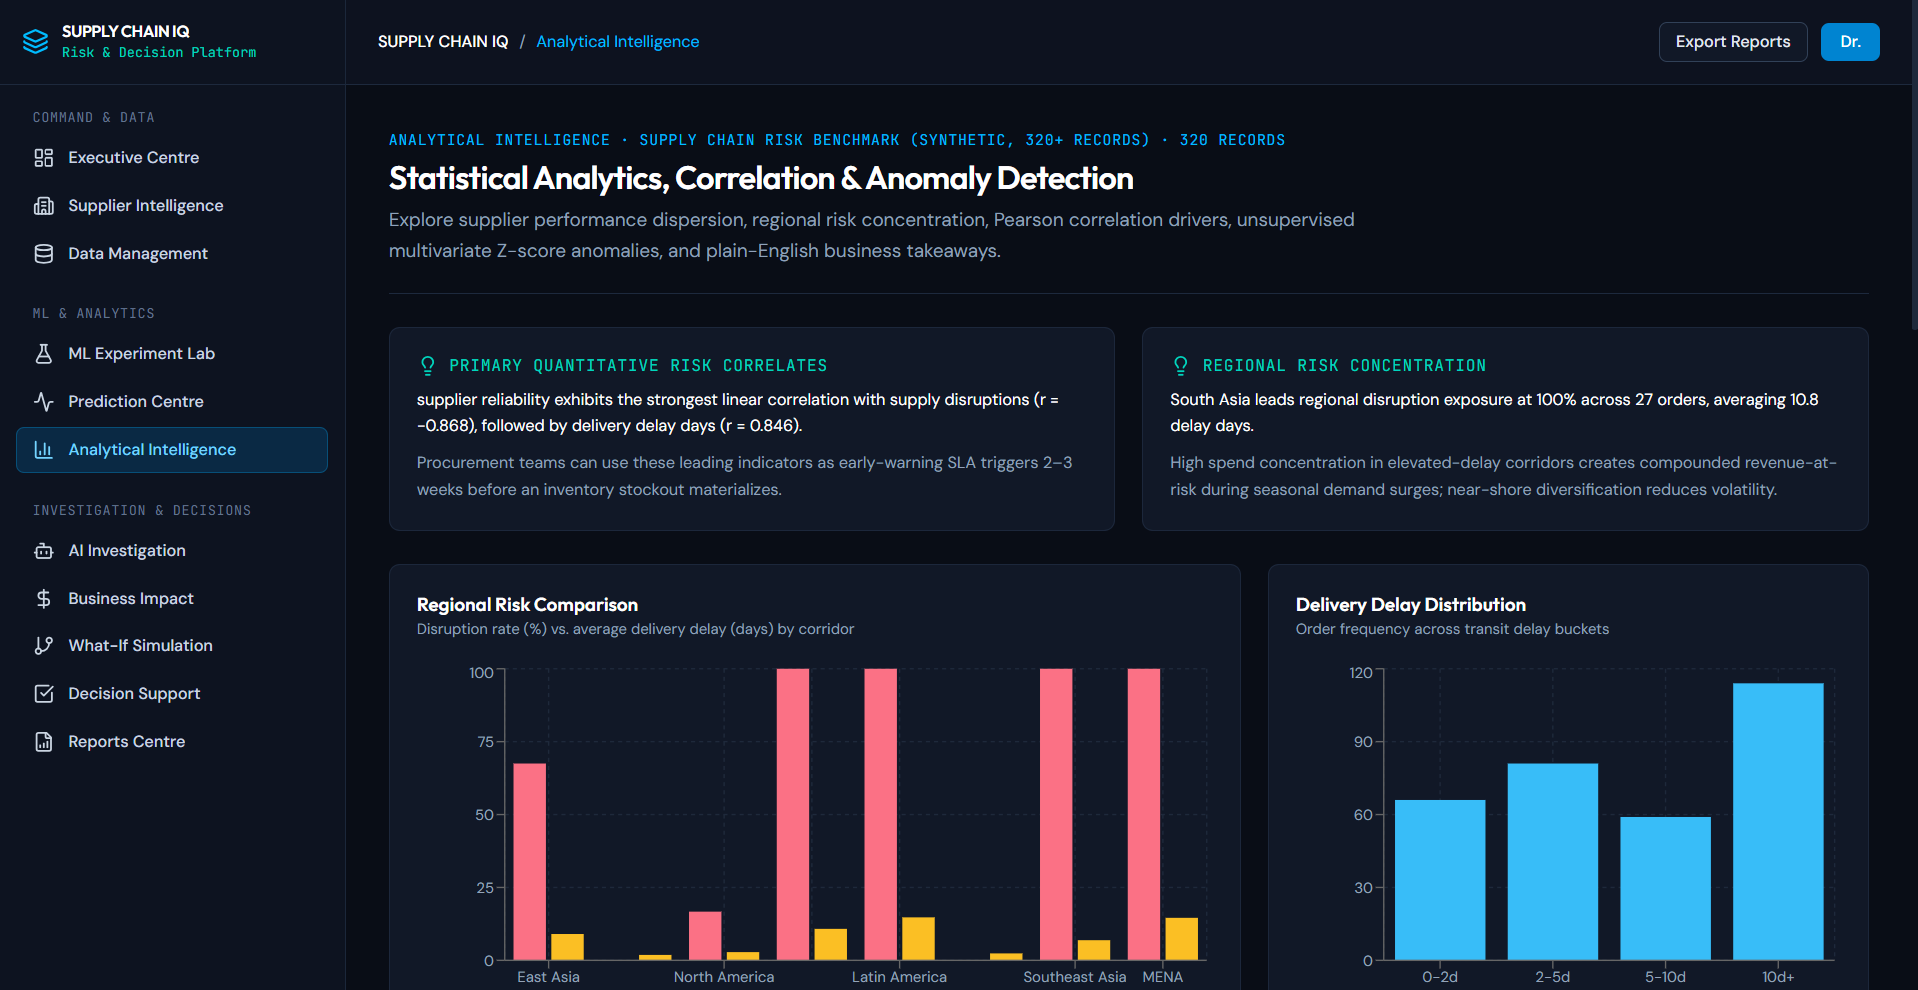 SUPPLY CHAIN IQ
Risk & Decision Platform
COMMAND & DATA
Executive Centre
Supplier Intelligence
Data Management
ML & ANALYTICS
ML Experiment Lab
Prediction Centre
Analytical Intelligence
INVESTIGATION & DECISIONS
AI Investigation
Business Impact
What-If Simulation
Decision Support
Reports Centre
SUPPLY CHAIN IQ / Analytical Intelligence
Export Reports
Dr.
ANALYTICAL INTELLIGENCE · SUPPLY CHAIN RISK BENCHMARK (SYNTHETIC, 320+ RECORDS) · 320 RECORDS
Statistical Analytics, Correlation & Anomaly Detection
Explore supplier performance dispersion, regional risk concentration, Pearson correlation drivers, unsupervised
multivariate Z-score anomalies, and plain-English business takeaways.
PRIMARY QUANTITATIVE RISK CORRELATES
supplier reliability exhibits the strongest linear correlation with supply disruptions (r =
-0.868), followed by delivery delay days (r = 0.846).
Procurement teams can use these leading indicators as early-warning SLA triggers 2–3
weeks before an inventory stockout materializes.
REGIONAL RISK CONCENTRATION
South Asia leads regional disruption exposure at 100% across 27 orders, averaging 10.8
delay days.
High spend concentration in elevated-delay corridors creates compounded revenue-at-
risk during seasonal demand surges; near-shore diversification reduces volatility.
Regional Risk Comparison
Disruption rate (%) vs. average delivery delay (days) by corridor
100
75
50
25
0
East Asia
North America
Latin America
Southeast Asia
MENA
Delivery Delay Distribution
Order frequency across transit delay buckets
120
90
60
30
0
0-2d
2-5d
5-10d
10d+